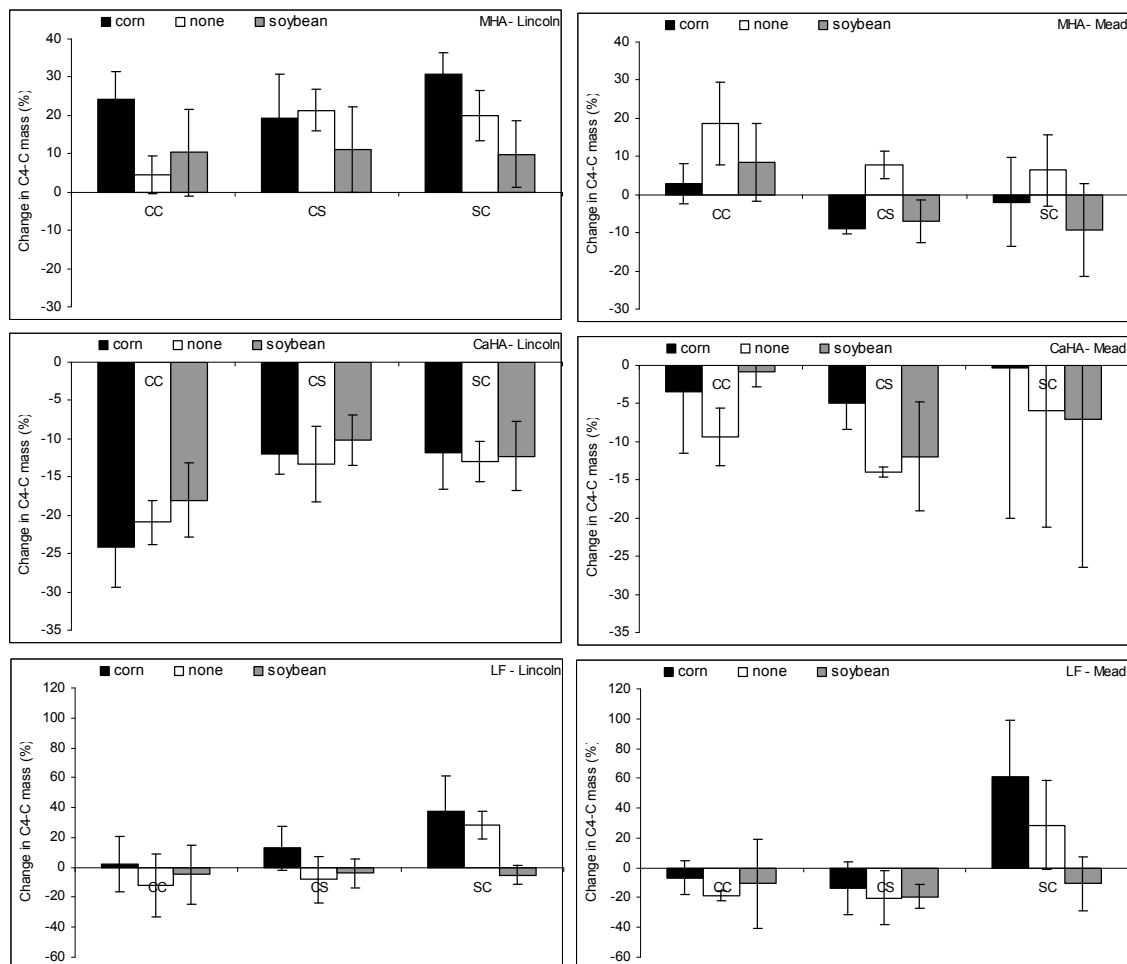 corn none soybean MHA- Lincoln
Change in C4-C mass (%)
40
30
20
10
0
-10
-20
-30
CC CS SC
corn none soybean MHA- Mead
Change in C4-C mass (%)
40
30
20
10
0
-10
-20
-30
CC CS SC
corn none soybean CaHA- Lincoln
Change in C4-C mass (%)
0
-5
-10
-15
-20
-25
-30
-35
CC CS SC
corn none soybean CaHA- Mead
Change in C4-C mass (%)
0
-5
-10
-15
-20
-25
-30
-35
CC CS SC
corn none soybean LF - Lincoln
Change in C4-C mass (%)
120
100
80
60
40
20
0
-20
-40
-60
CC CS SC
corn none soybean LF - Mead
Change in C4-C mass (%)
120
100
80
60
40
20
0
-20
-40
-60
CC CS SC